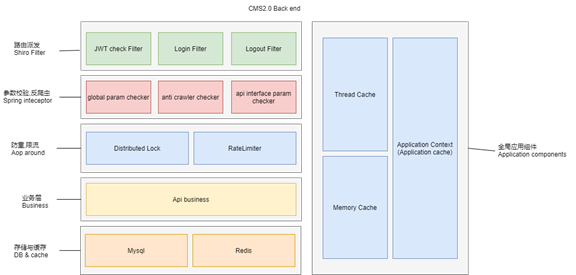 CMS2.0 Back end
路由派发
Shiro Filter
JWT check Filter
Login Filter
Logout Filter
参数校验,反爬虫
Spring inteceptor
global param checker
anti crawler checker
api interface param
checker
防重,限流
Aop around
Distributed Lock
RateLimiter
业务层
Business
Api business
存储与缓存
DB & cache
Mysql
Redis
Thread Cache
Memory Cache
Application Context
(Application cache)
全局应用组件
Application components